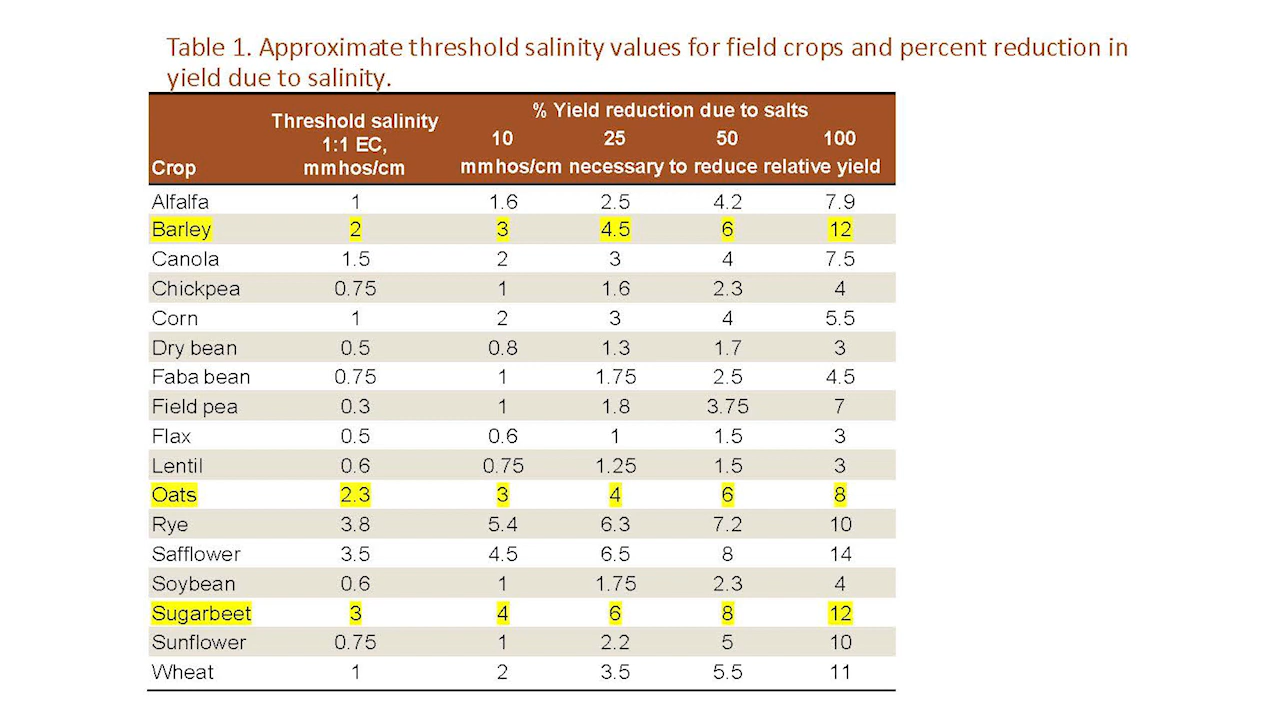 Table 1. Approximate threshold salinity values for field crops and percent reduction in
yield due to salinity.
% Yield reduction due to salts
Threshold salinity
10 25 50 100
1:1 EC,
Crop mmhos/cm mmhos/cm necessary to reduce relative yield
Alfalfa 1 1.6 2.5 4.2 7.9
Barley 2 3 4.5 6 12
Canola 1.5 2 3 4 7.5
Chickpea 0.75 1 1.6 2.3 4
Corn 1 2 3 4 5.5
Dry bean 0.5 0.8 1.3 1.7 3
Faba bean 0.75 1 1.75 2.5 4.5
Field pea 0.3 1 1.8 3.75 7
Flax 0.5 0.6 1 1.5 3
Lentil 0.6 0.75 1.25 1.5 3
Oats 2.3 3 4 6 8
Rye 3.8 5.4 6.3 7.2 10
Safflower 3.5 4.5 6.5 8 14
Soybean 0.6 1 1.75 2.3 4
Sugarbeet 3 4 6 8 12
Sunflower 0.75 1 2.2 5 10
Wheat 1 2 3.5 5.5 11